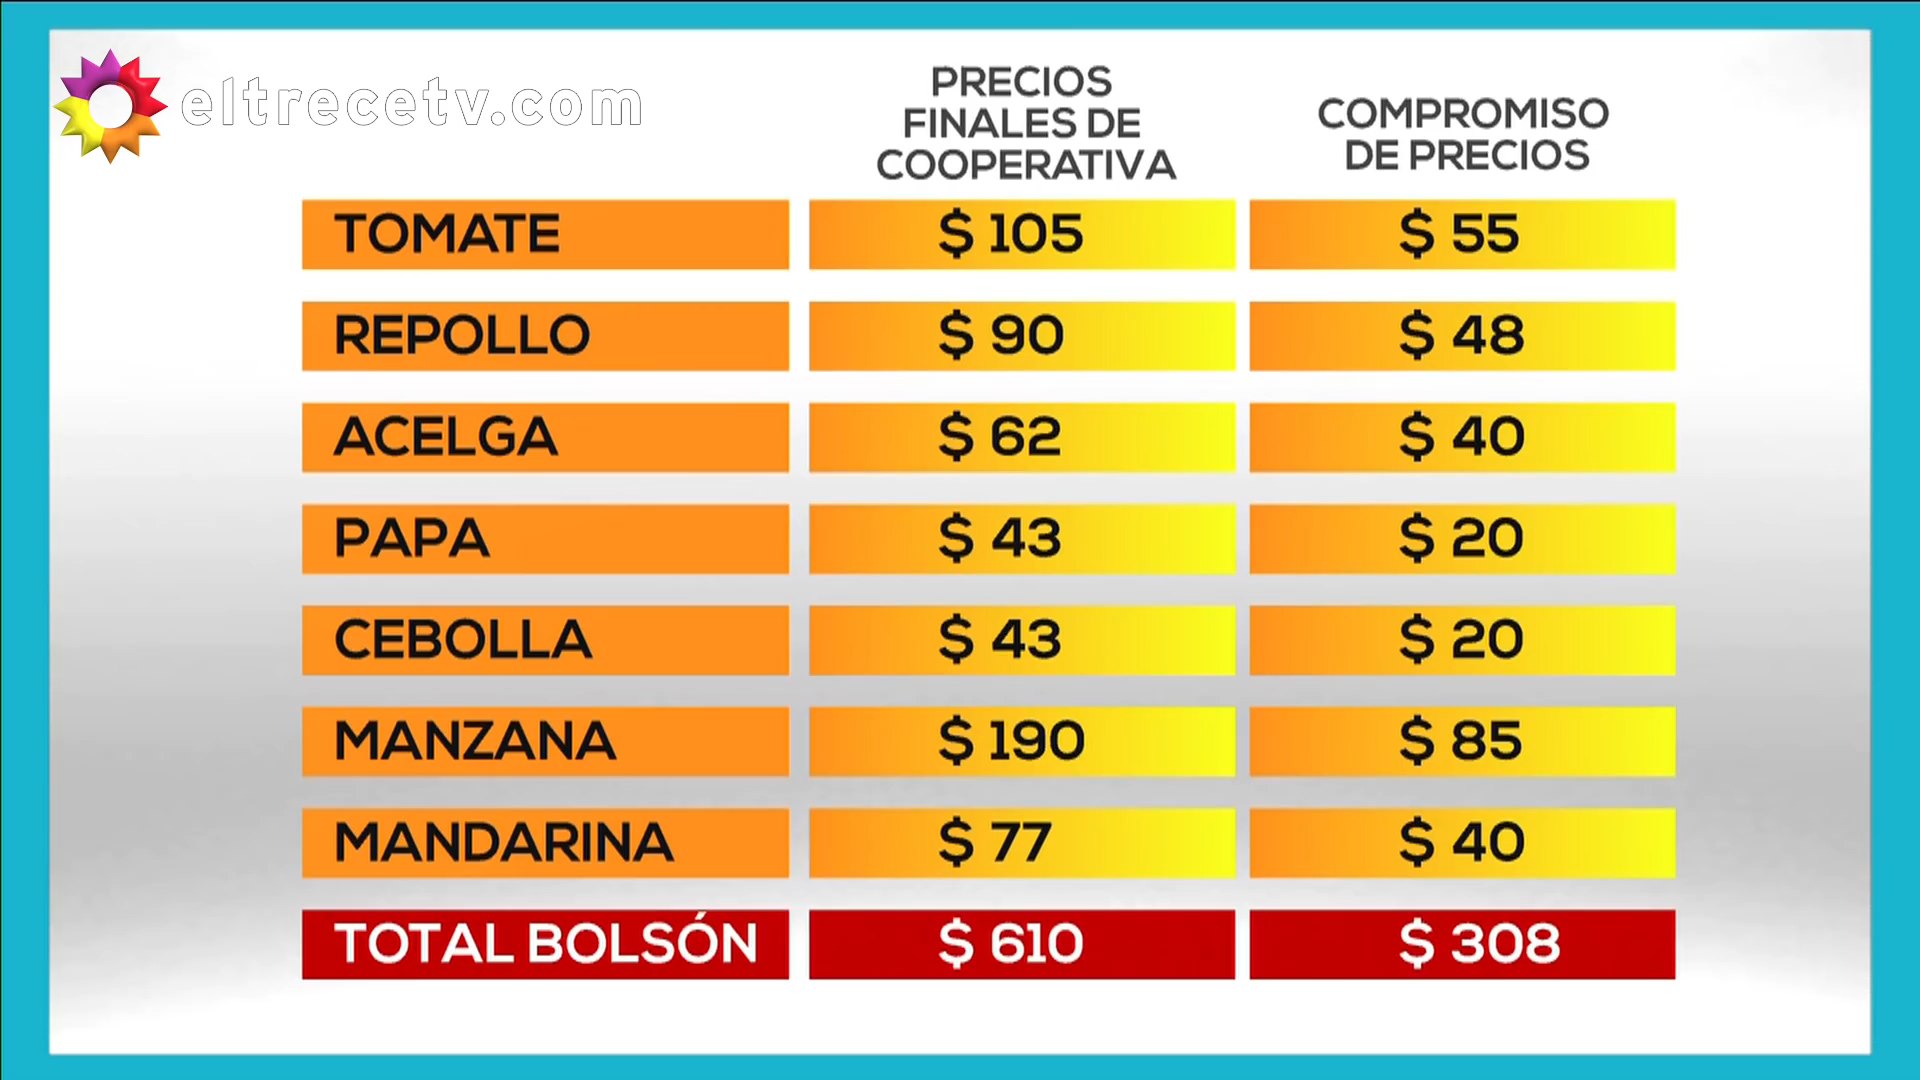 eltrecetv.com
PRECIOS
FINALES DE
COOPERATIVA
COMPROMISO
DE PRECIOS
TOMATE $ 105 $ 55
REPOLLO $ 90 $ 48
ACELGA $ 62 $ 40
PAPA $ 43 $ 20
CEBOLLA $ 43 $ 20
MANZANA $ 190 $ 85
MANDARINA $ 77 $ 40
TOTAL BOLSÓN $ 610 $ 308